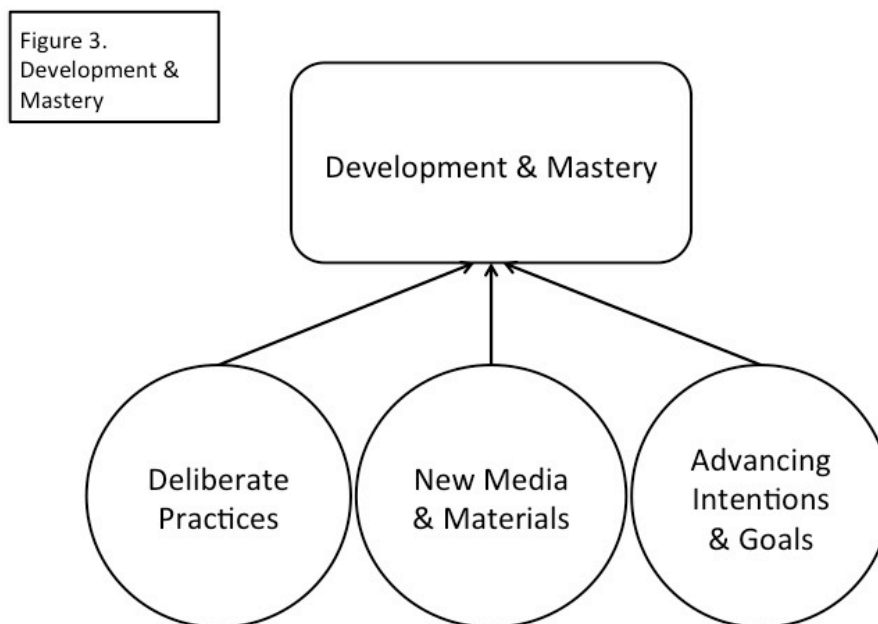 Figure 3.
Development &
Mastery
Development & Mastery
Deliberate
Practices
New Media
& Materials
Advancing
Intentions
& Goals